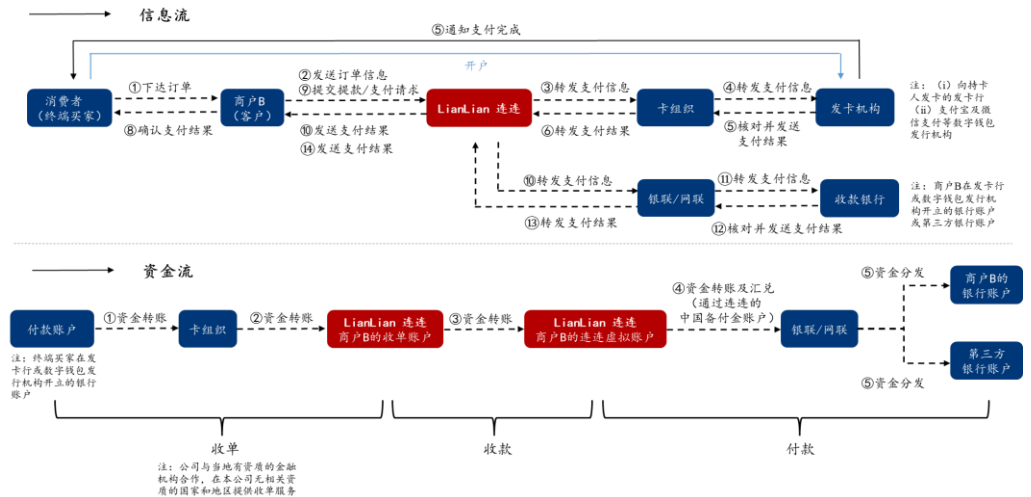 信息流
⑤通知支付完成
开户
①下达订单
②发送订单信息
⑨提交提款/支付请求
③转发支付信息
④转发支付信息
消费者
(终端买家)
商户B
(客户)
LianLian 连连
卡组织
发卡机构
注：（i）向持卡
人发卡的发卡行
（ii）支付宝及微
信支付等数字钱包
发行机构
⑧确认支付结果
⑩发送支付结果
⑭发送支付结果
⑥转发支付结果
⑤核对并发送
支付结果
⑩转发支付信息
银联/网联
⑪转发支付信息
收款银行
⑬转发支付结果
⑫核对并发送支付结果
注：商户B在发卡行
或数字钱包发行机
构开立的银行账户
或第三方银行账户
资金流
付款账户
①资金转账
卡组织
②资金转账
LianLian 连连
商户B的收单账户
③资金转账
LianLian 连连
商户B的连连虚拟账户
④资金转账及汇兑
（通过连连的
中国备付金账户）
银联/网联
⑤资金分发
商户B的
银行账户
第三方
银行账户
⑤资金分发
注：终端买家在发
卡行或数字钱包发
行机构开立的银行
账户
收单
收款
付款
注：公司与当地有资质的金融
机构合作，在本公司无相关资
质的国家和地区提供收单服务